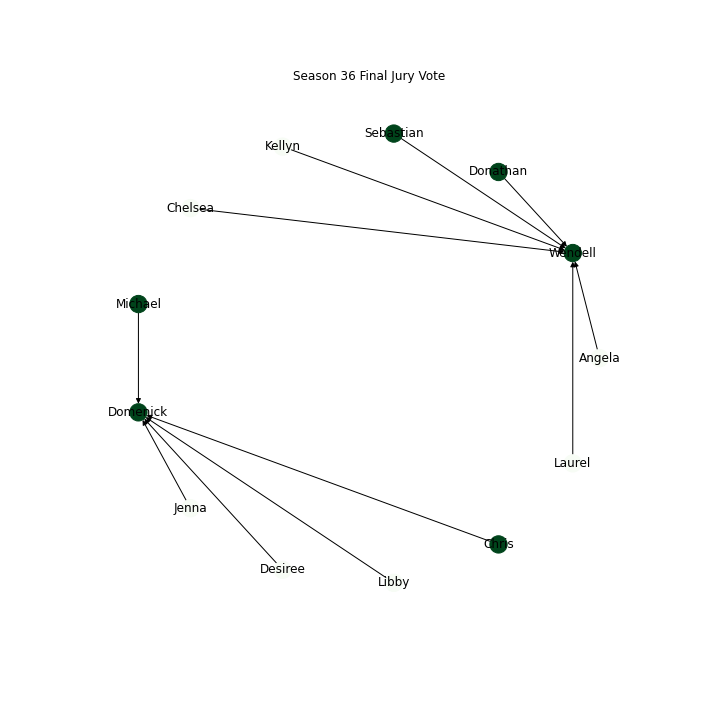 Season 36 Final Jury Vote
Sebastian
Kellyn
Donathan
Chelsea
Wendell
Michael
Angela
Domenick
Laurel
Jenna
Chris
Desiree
Libby